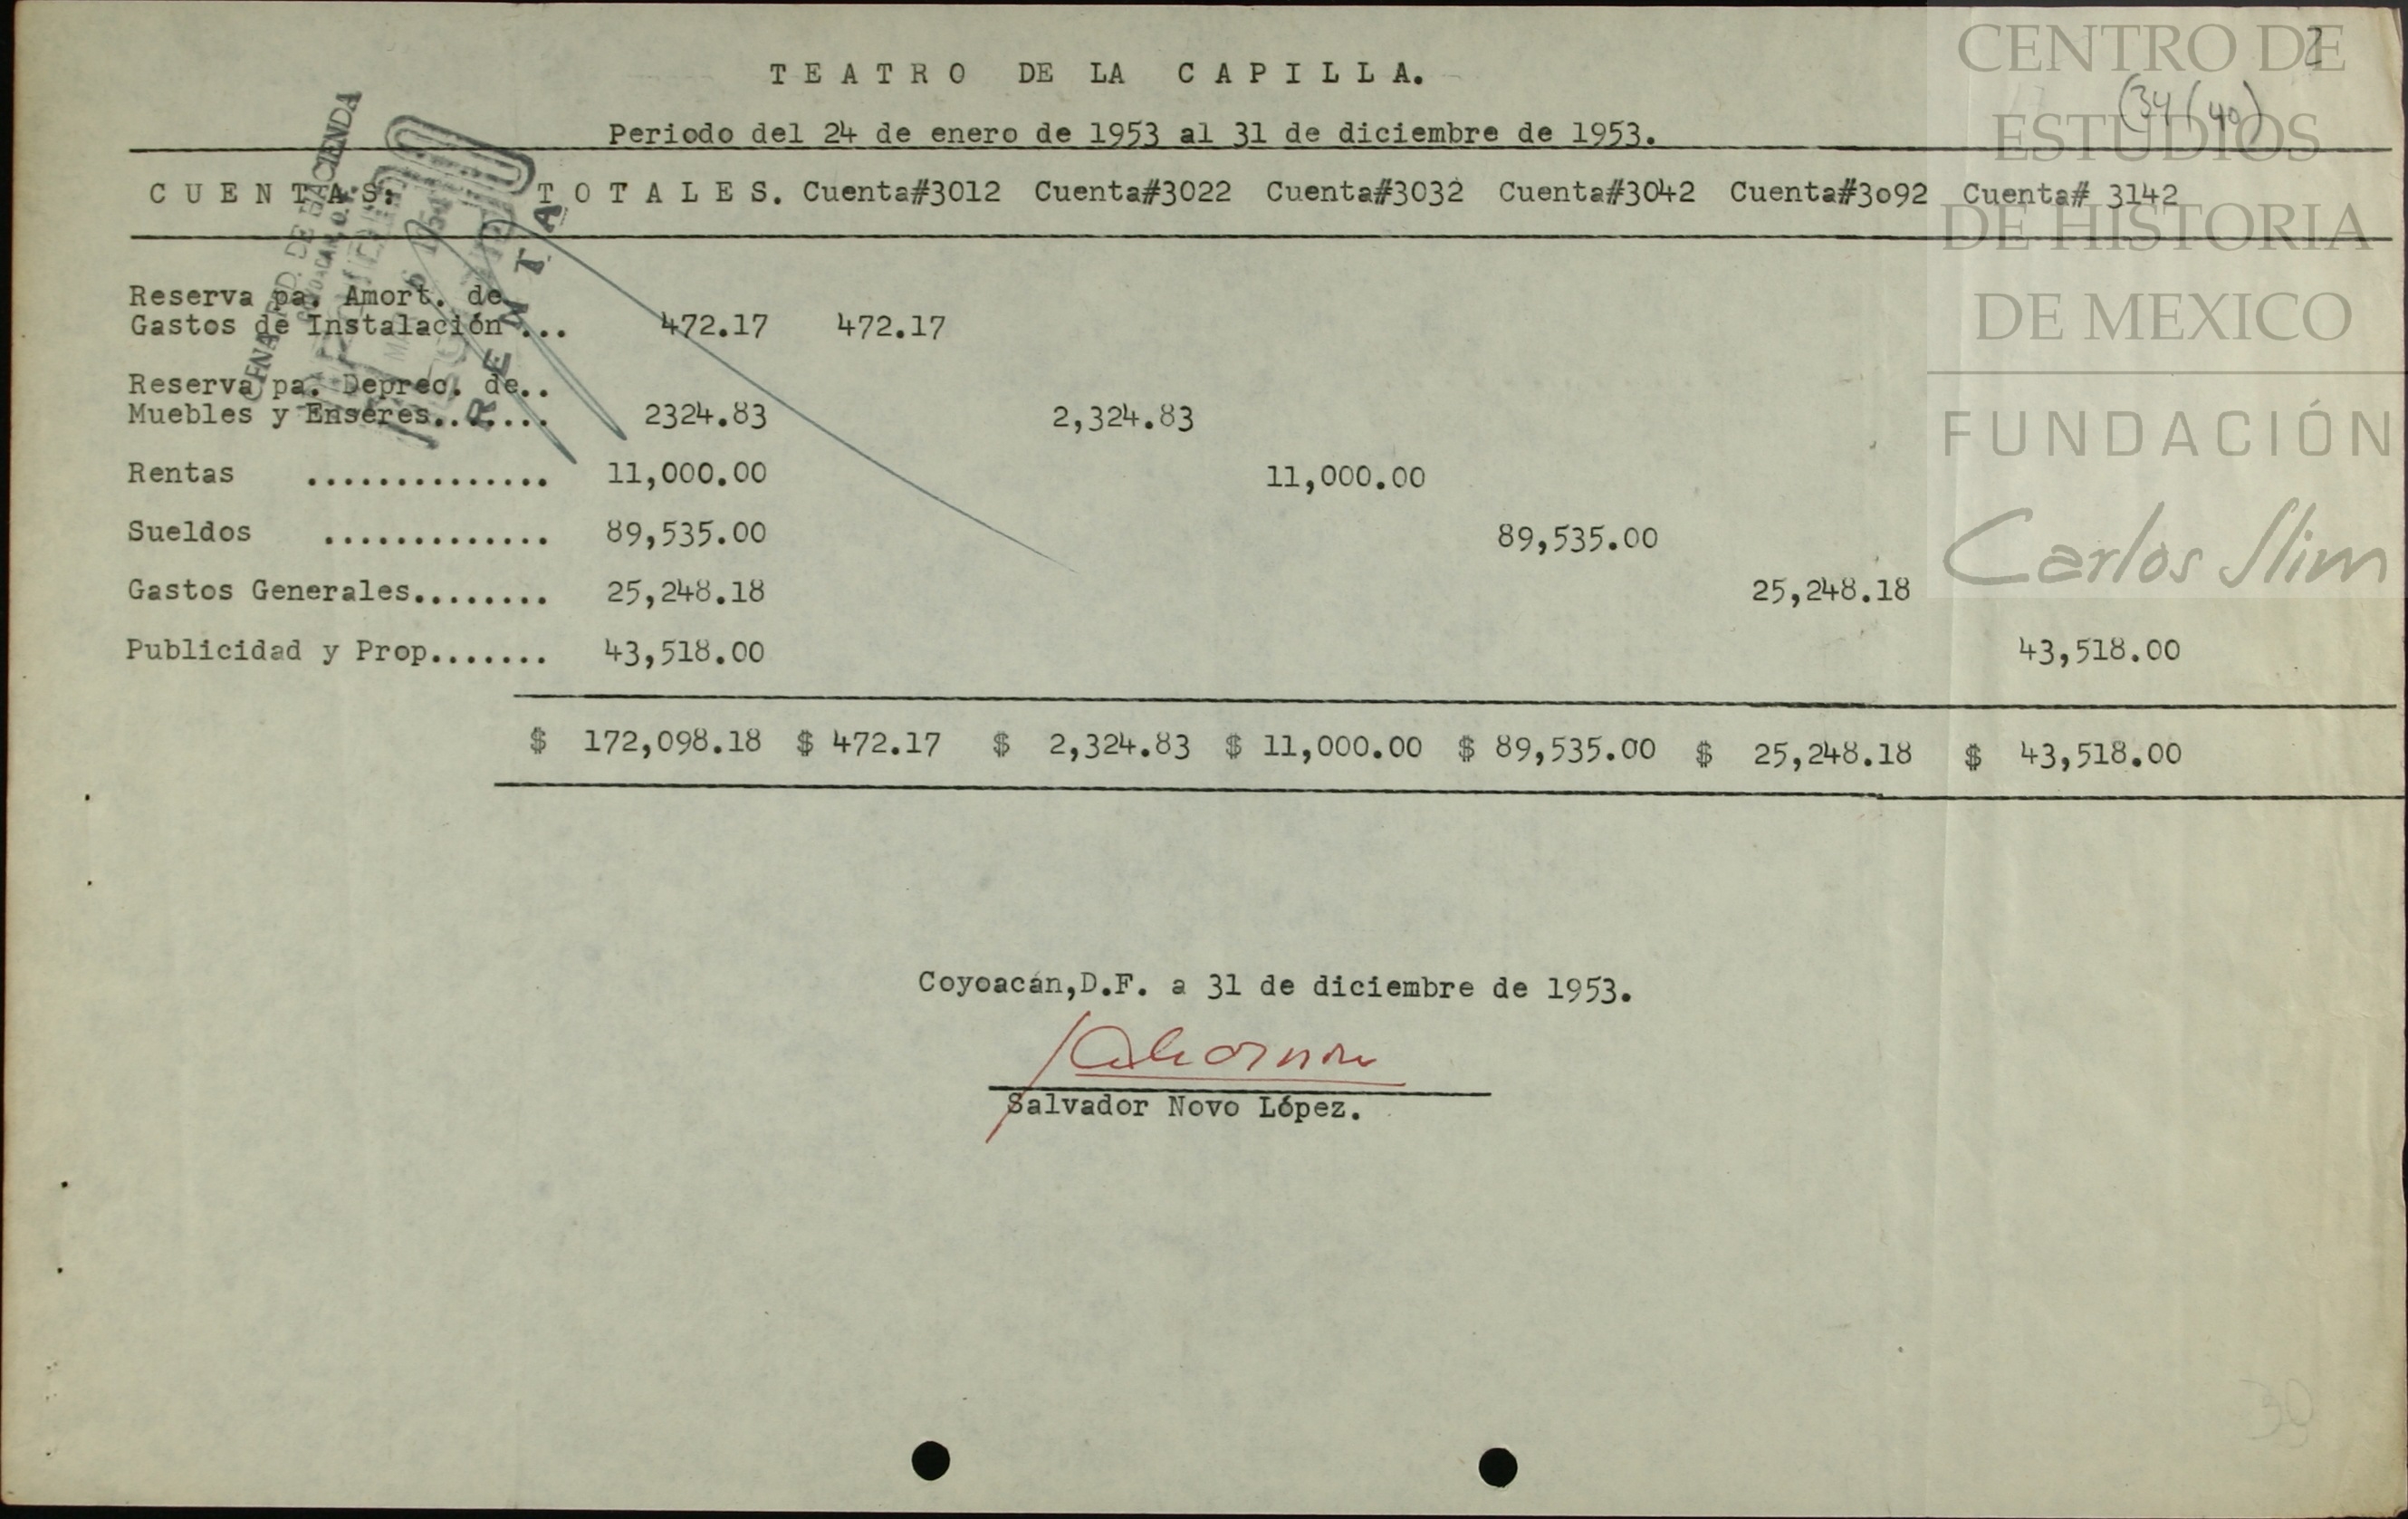 CENTRO DE
ESTUDIOS
DE HISTORIA
DE MEXICO
FUNDACIÓN
Carlos Slim
(34 (40)
TEATRO DE LA CAPILLA.
Periodo del 24 de enero de 1953 al 31 de diciembre de 1953.
CUENTAS: TOTALES. Cuenta#3012 Cuenta#3022 Cuenta#3032 Cuenta#3042 Cuenta#3o92 Cuenta# 3142
HACIENDA
RENTA
Reserva pa. Amort. de
Gastos de Instalación... 472.17 472.17
Reserva pa. Deprec. de..
Muebles y Enseres....... 2324.83 2,324.83
Rentas .............. 11,000.00 11,000.00
Sueldos ............. 89,535.00 89,535.00
Gastos Generales........ 25,248.18 25,248.18
Publicidad y Prop....... 43,518.00 43,518.00
$ 172,098.18 $ 472.17 $ 2,324.83 $ 11,000.00 $ 89,535.00 $ 25,248.18 $ 43,518.00
Coyoacán,D.F. a 31 de diciembre de 1953.
Salvador Novo López.
30